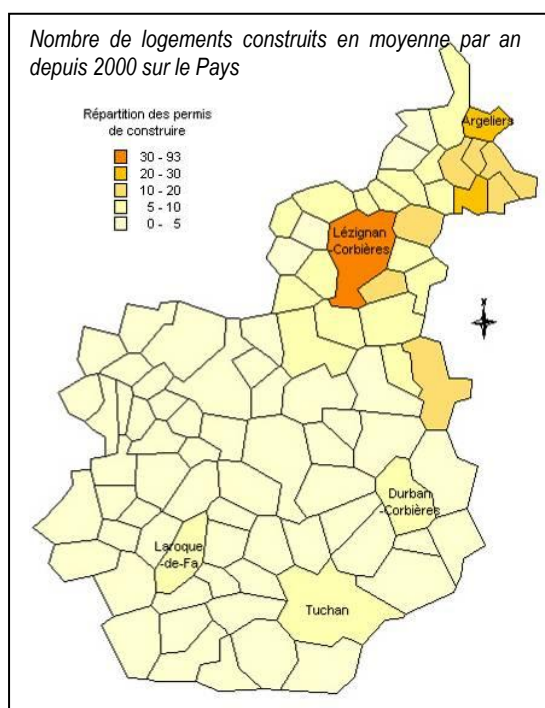 Nombre de logements construits en moyenne par an
depuis 2000 sur le Pays
Répartition des permis
de construire
30 - 93
20 - 30
10 - 20
5 - 10
0 - 5
Argeliers
Lézignan
-Corbières
Durban
-Corbières
Laroque
-de-Fa
Tuchan